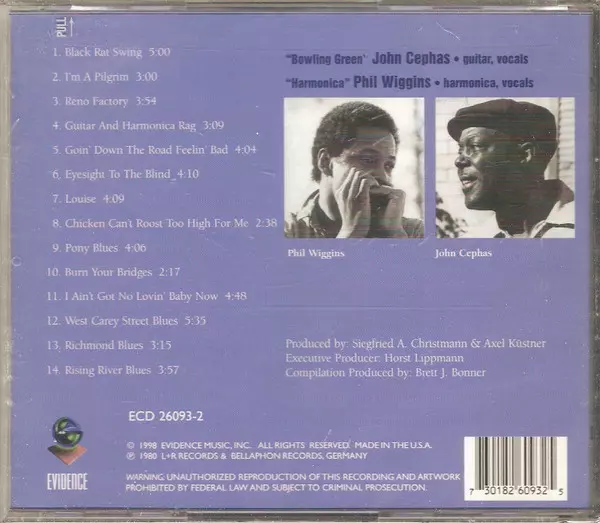 PULL
1. Black Rat Swing 5:00
2. I'm A Pilgrim 3:00
3. Reno Factory 3:54
4. Guitar And Harmonica Rag 3:09
5. Goin' Down The Road Feelin' Bad 4:04
6. Eyesight To The Blind 4:10
7. Louise 4:09
8. Chicken Can't Roost Too High For Me 2:38
9. Pony Blues 4:06
10. Burn Your Bridges 2:17
11. I Ain't Got No Lovin' Baby Now 4:48
12. West Carey Street Blues 5:35
13. Richmond Blues 3:15
14. Rising River Blues 3:57
"Bowling Green" John Cephas • guitar, vocals
"Harmonica" Phil Wiggins • harmonica, vocals
Phil Wiggins
John Cephas
Produced by: Siegfried A. Christmann & Axel Küstner
Executive Producer: Horst Lippmann
Compilation Produced by: Brett J. Bonner
ECD 26093-2
EVIDENCE
© 1998 EVIDENCE MUSIC, INC. ALL RIGHTS RESERVED. MADE IN THE U.S.A.
℗ 1980 L+R RECORDS & BELLAPHON RECORDS, GERMANY
WARNING: UNAUTHORIZED REPRODUCTION OF THIS RECORDING AND ARTWORK
PROHIBITED BY FEDERAL LAW AND SUBJECT TO CRIMINAL PROSECUTION.
7 30182 60932 5